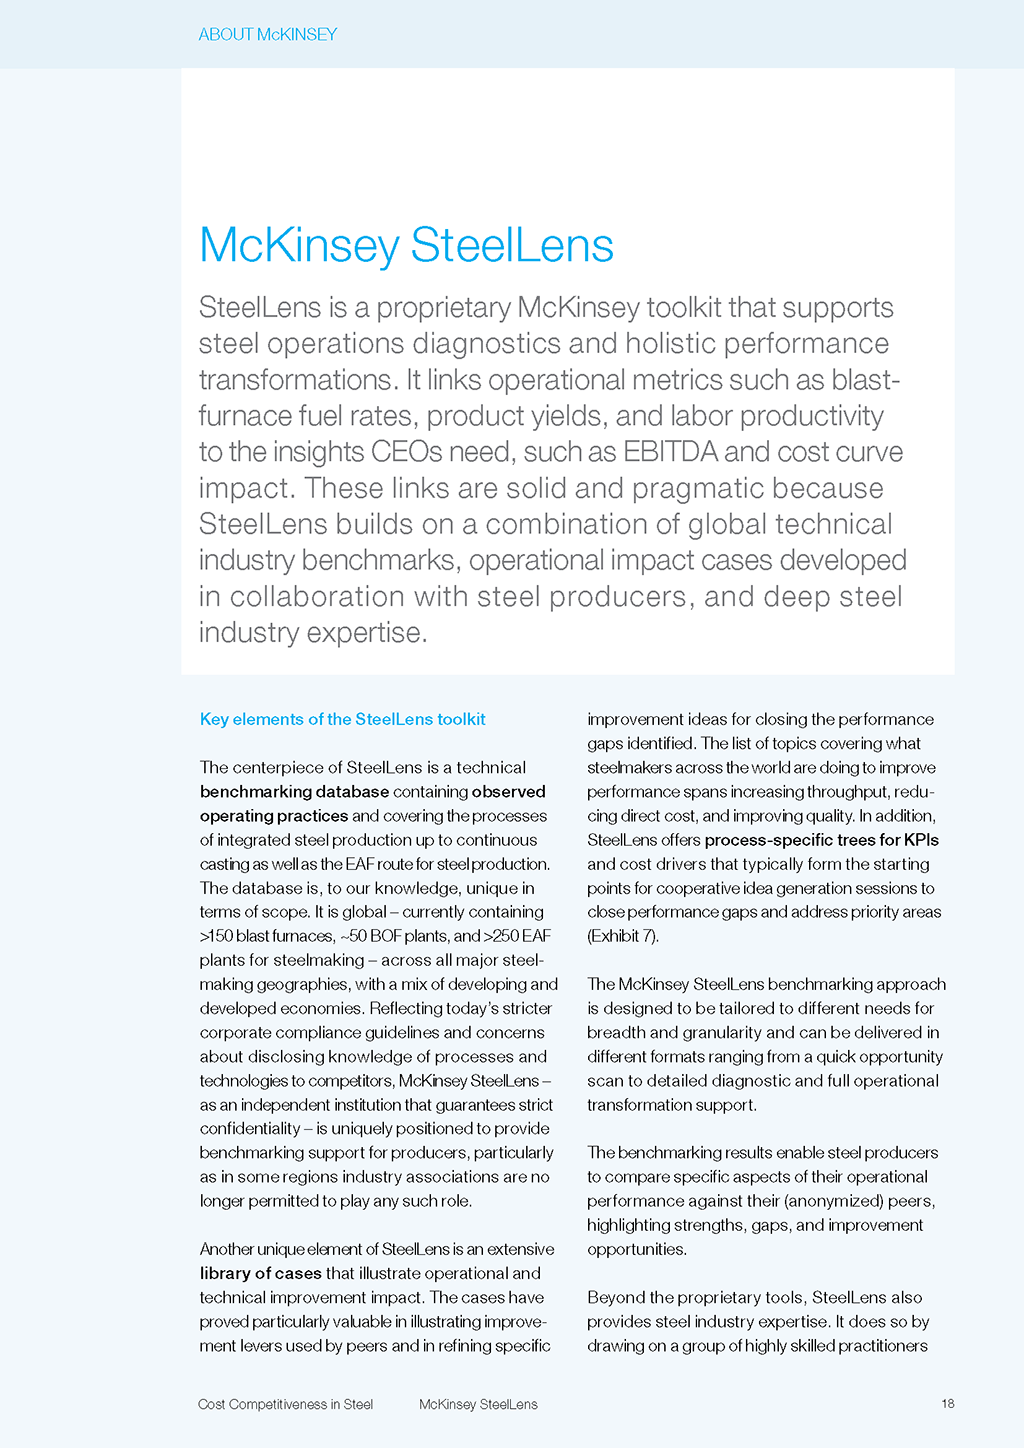 ABOUT McKINSEY
McKinsey SteelLens
SteelLens is a proprietary McKinsey toolkit that supports
steel operations diagnostics and holistic performance
transformations. It links operational metrics such as blast-
furnace fuel rates, product yields, and labor productivity
to the insights CEOs need, such as EBITDA and cost curve
impact. These links are solid and pragmatic because
SteelLens builds on a combination of global technical
industry benchmarks, operational impact cases developed
in collaboration with steel producers, and deep steel
industry expertise.
Key elements of the SteelLens toolkit
The centerpiece of SteelLens is a technical
benchmarking database containing observed
operating practices and covering the processes
of integrated steel production up to continuous
casting as well as the EAF route for steel production.
The database is, to our knowledge, unique in
terms of scope. It is global – currently containing
>150 blast furnaces, ~50 BOF plants, and >250 EAF
plants for steelmaking – across all major steel-
making geographies, with a mix of developing and
developed economies. Reflecting today's stricter
corporate compliance guidelines and concerns
about disclosing knowledge of processes and
technologies to competitors, McKinsey SteelLens –
as an independent institution that guarantees strict
confidentiality – is uniquely positioned to provide
benchmarking support for producers, particularly
as in some regions industry associations are no
longer permitted to play any such role.
Another unique element of SteelLens is an extensive
library of cases that illustrate operational and
technical improvement impact. The cases have
proved particularly valuable in illustrating improve-
ment levers used by peers and in refining specific
improvement ideas for closing the performance
gaps identified. The list of topics covering what
steelmakers across the world are doing to improve
performance spans increasing throughput, redu-
cing direct cost, and improving quality. In addition,
SteelLens offers process-specific trees for KPIs
and cost drivers that typically form the starting
points for cooperative idea generation sessions to
close performance gaps and address priority areas
(Exhibit 7).
The McKinsey SteelLens benchmarking approach
is designed to be tailored to different needs for
breadth and granularity and can be delivered in
different formats ranging from a quick opportunity
scan to detailed diagnostic and full operational
transformation support.
The benchmarking results enable steel producers
to compare specific aspects of their operational
performance against their (anonymized) peers,
highlighting strengths, gaps, and improvement
opportunities.
Beyond the proprietary tools, SteelLens also
provides steel industry expertise. It does so by
drawing on a group of highly skilled practitioners
Cost Competitiveness in Steel McKinsey SteelLens 18